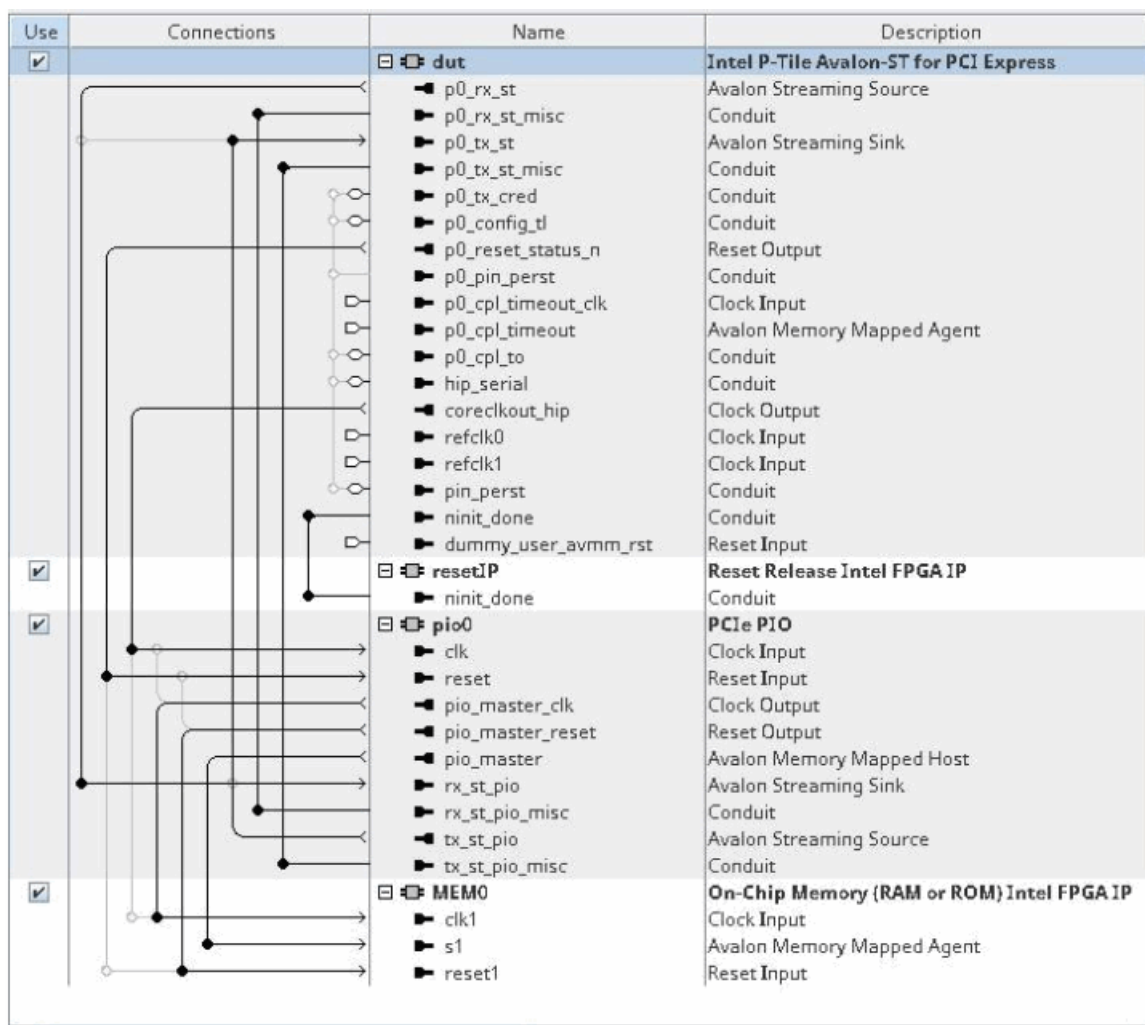 Use Connections Name Description
dut Intel P-Tile Avalon-ST for PCI Express
p0_rx_st Avalon Streaming Source
p0_rx_st_misc Conduit
p0_tx_st Avalon Streaming Sink
p0_tx_st_misc Conduit
p0_tx_cred Conduit
p0_config_tl Conduit
p0_reset_status_n Reset Output
p0_pin_perst Conduit
p0_cpl_timeout_clk Clock Input
p0_cpl_timeout Avalon Memory Mapped Agent
p0_cpl_to Conduit
hip_serial Conduit
coreclkout_hip Clock Output
refclk0 Clock Input
refclk1 Clock Input
pin_perst Conduit
ninit_done Conduit
dummy_user_avmm_rst Reset Input
resetIP Reset Release Intel FPGA IP
ninit_done Conduit
pio0 PCIe PIO
clk Clock Input
reset Reset Input
pio_master_clk Clock Output
pio_master_reset Reset Output
pio_master Avalon Memory Mapped Host
rx_st_pio Avalon Streaming Sink
rx_st_pio_misc Conduit
tx_st_pio Avalon Streaming Source
tx_st_pio_misc Conduit
MEM0 On-Chip Memory (RAM or ROM) Intel FPGA IP
clk1 Clock Input
s1 Avalon Memory Mapped Agent
reset1 Reset Input